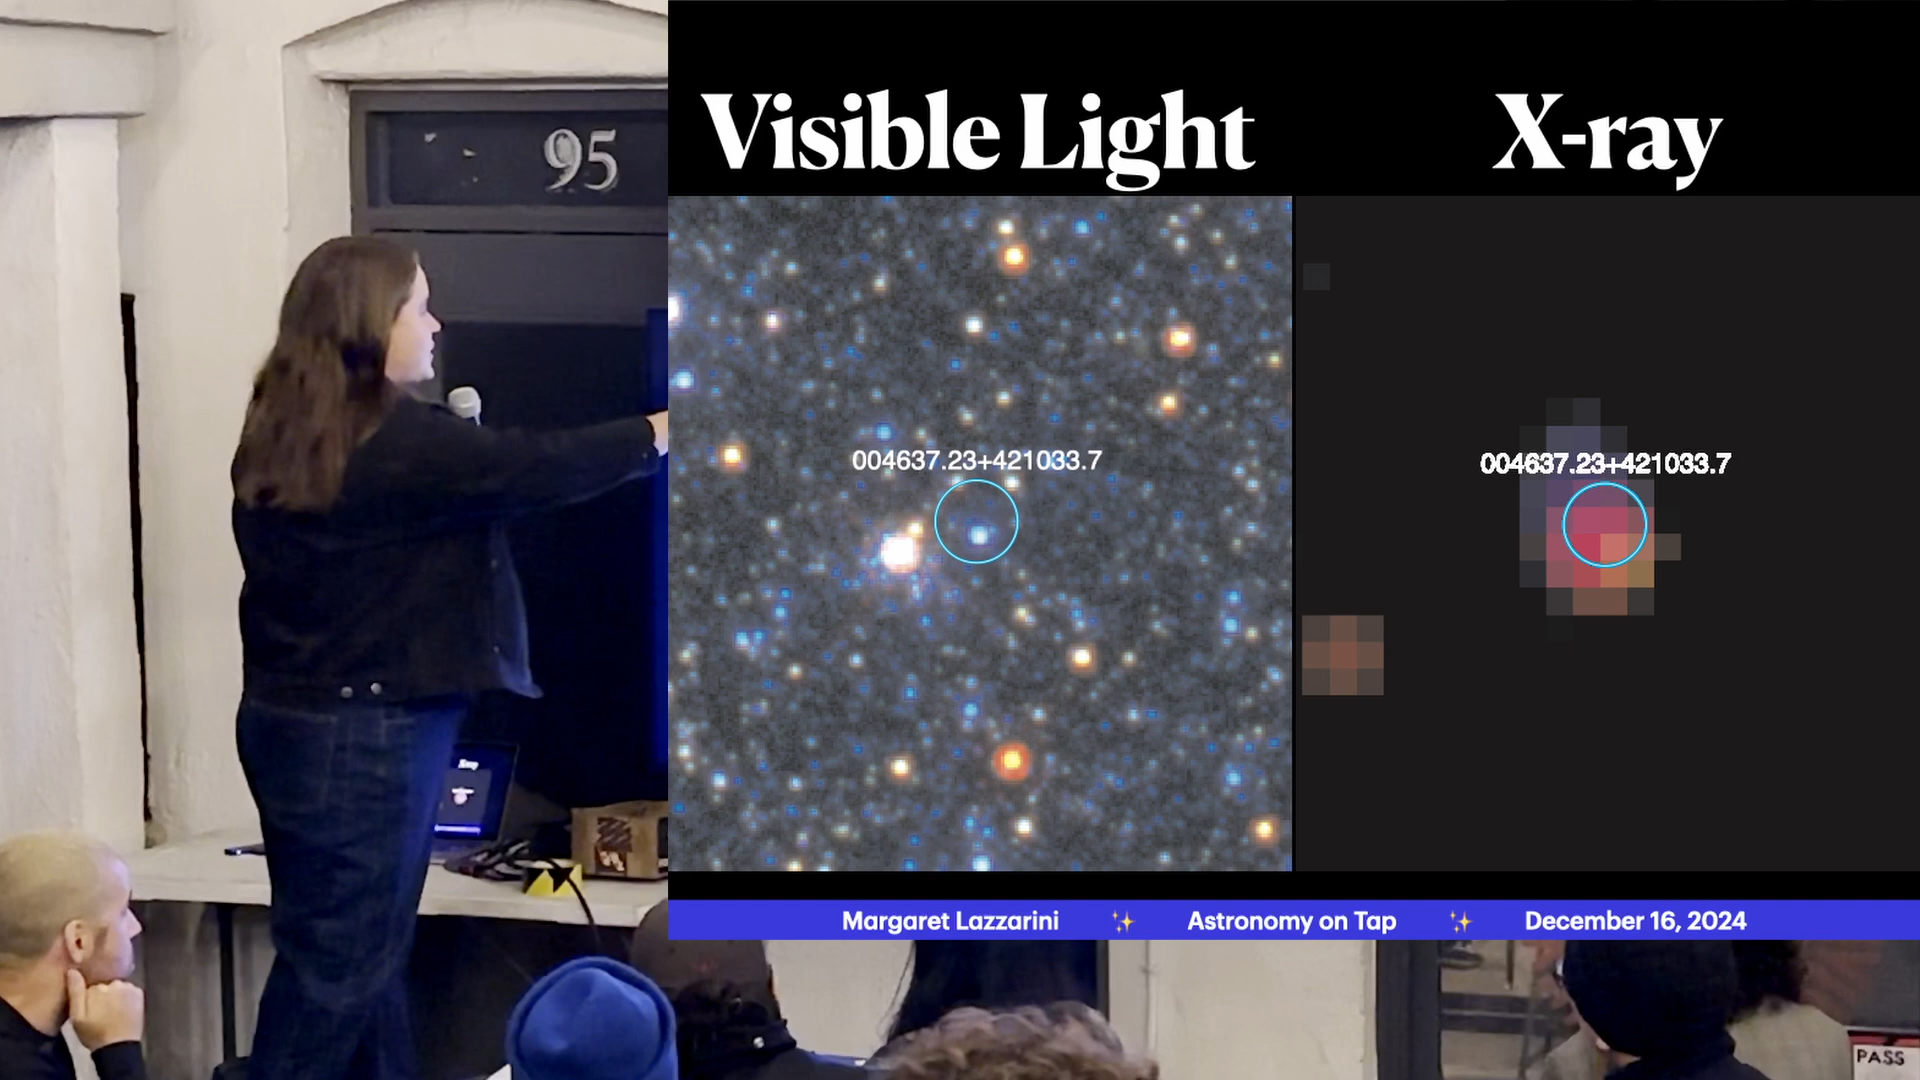 95
Visible Light
X-ray
004637.23+421033.7
004637.23+421033.7
Margaret Lazzarini ✨ Astronomy on Tap ✨ December 16, 2024
PASS